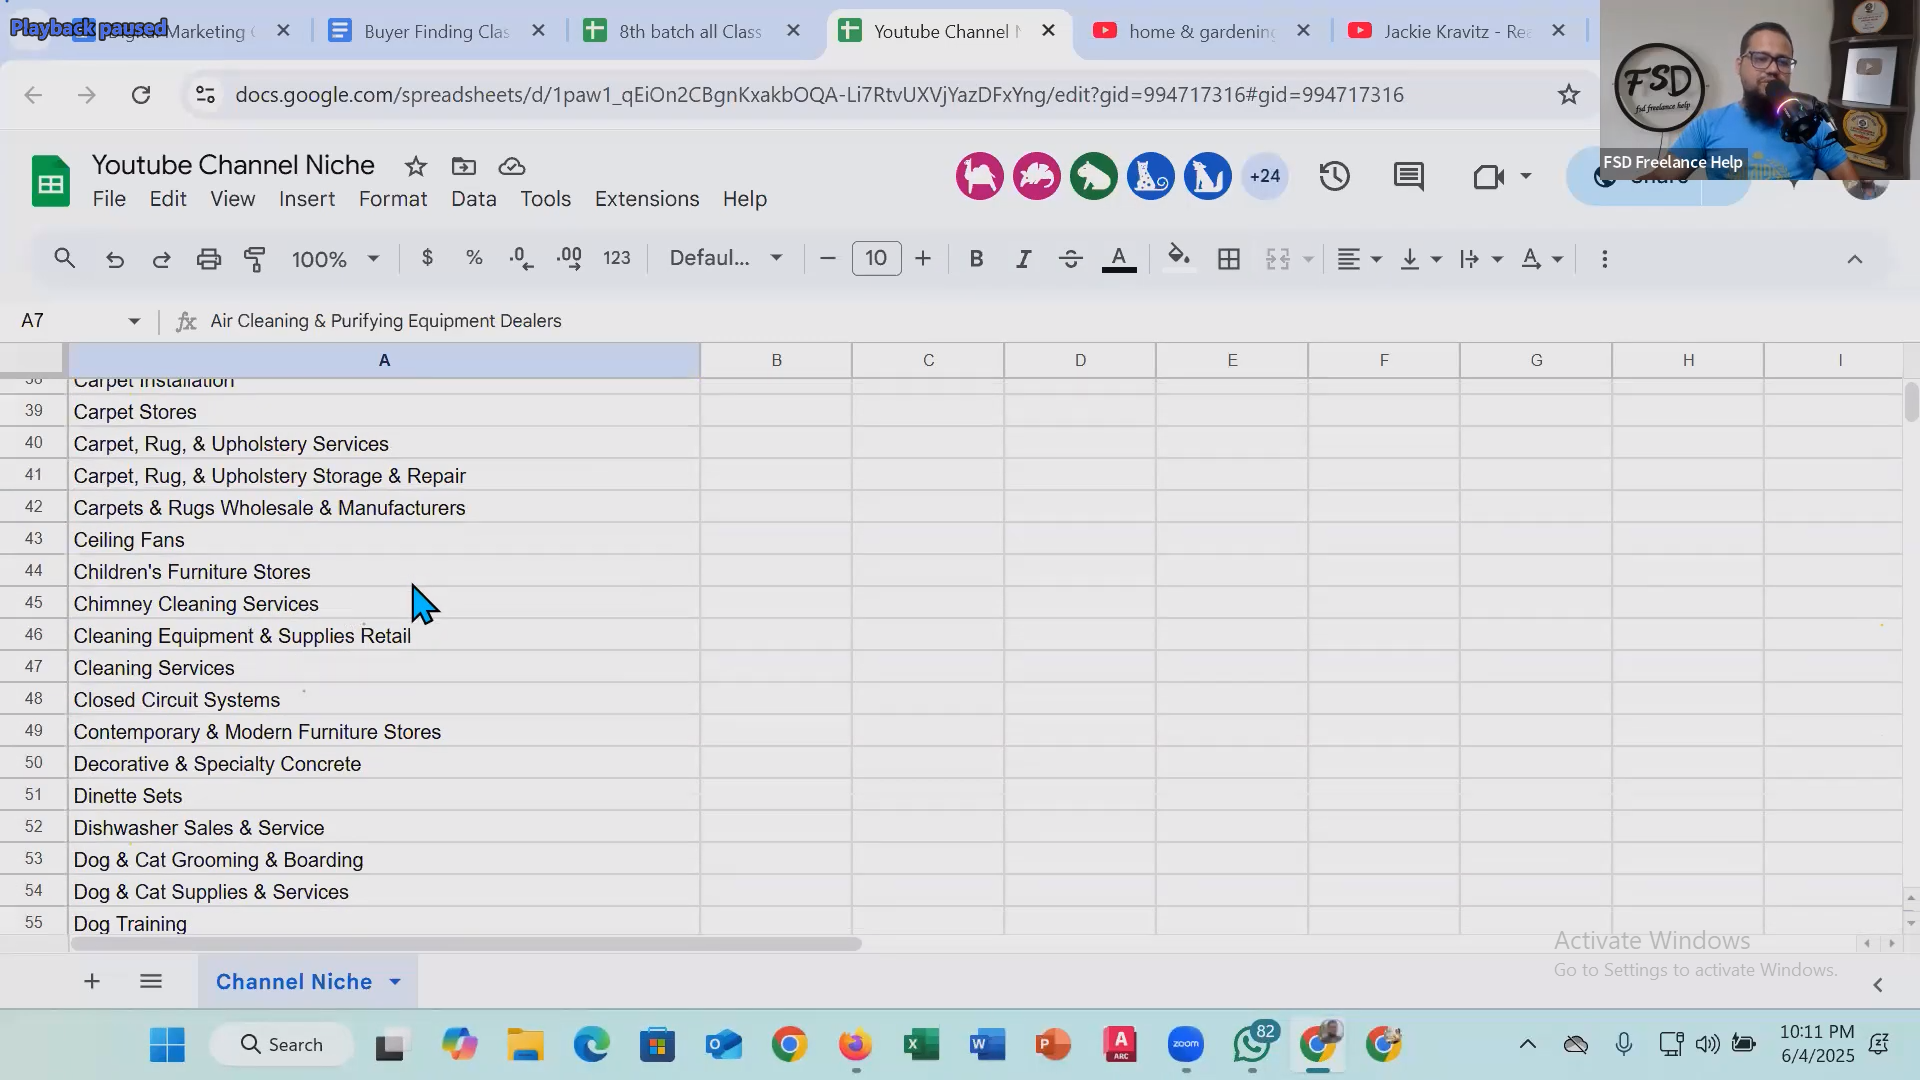 Playback paused
Digital Marketing C
Buyer Finding Clas
8th batch all Class
Youtube Channel N
home & gardening
Jackie Kravitz - Rea
docs.google.com/spreadsheets/d/1paw1_qEiOn2CBgnKxakbOQA-Li7RtvUXVjYazDFxYng/edit?gid=994717316#gid=994717316
FSD
fsd freelance help
FSD Freelance Help
Youtube Channel Niche
+24
Share
File Edit View Insert Format Data Tools Extensions Help
100% $ % .0 .00 123 Defaul... 10 B I A
A7
fx Air Cleaning & Purifying Equipment Dealers
A B C D E F G H I
38 Carpet Installation
39 Carpet Stores
40 Carpet, Rug, & Upholstery Services
41 Carpet, Rug, & Upholstery Storage & Repair
42 Carpets & Rugs Wholesale & Manufacturers
43 Ceiling Fans
44 Children's Furniture Stores
45 Chimney Cleaning Services
46 Cleaning Equipment & Supplies Retail
47 Cleaning Services
48 Closed Circuit Systems
49 Contemporary & Modern Furniture Stores
50 Decorative & Specialty Concrete
51 Dinette Sets
52 Dishwasher Sales & Service
53 Dog & Cat Grooming & Boarding
54 Dog & Cat Supplies & Services
55 Dog Training
Activate Windows
Go to Settings to activate Windows.
Channel Niche
Search
ARC
zoom
82
10:11 PM
6/4/2025